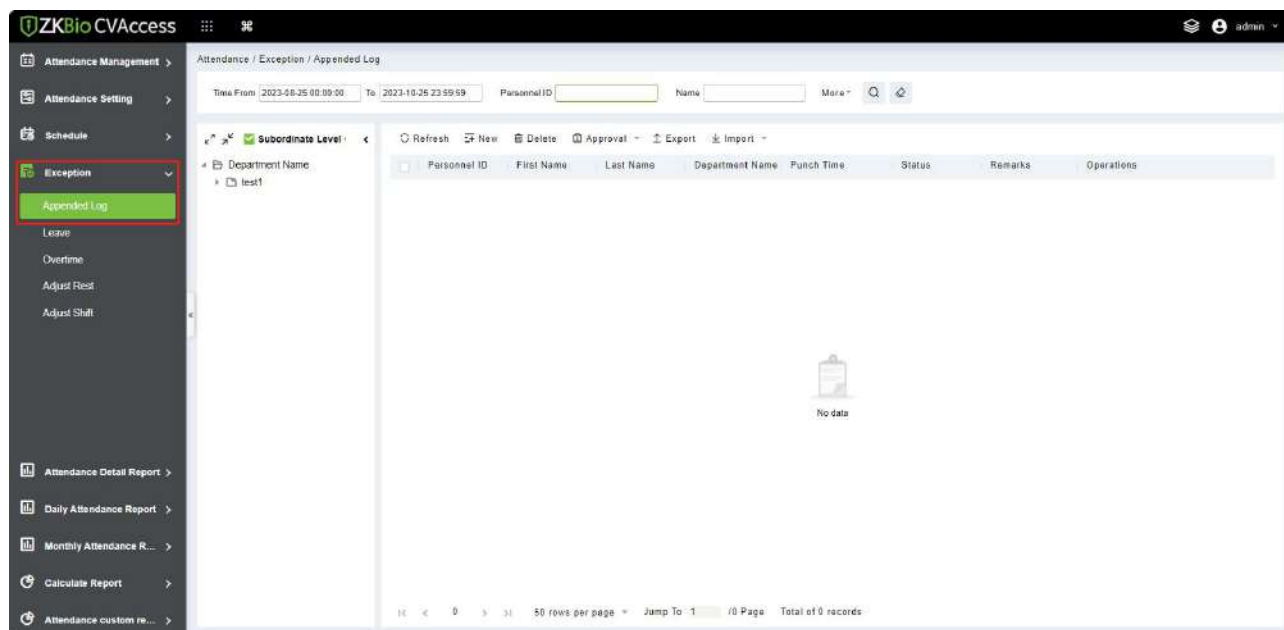 ZKBio CVAccess
admin
Attendance Management
Attendance Setting
Schedule
Exception
Appended Log
Leave
Overtime
Adjust Rest
Adjust Shift
Attendance Detail Report
Daily Attendance Report
Monthly Attendance R...
Calculate Report
Attendance custom re...
Attendance / Exception / Appended Log
Time From 2023-08-25 00:00:00 To 2023-10-25 23:59:59 Personnel ID Name More
Subordinate Level
Department Name
test1
Refresh New Delete Approval Export Import
Personnel ID First Name Last Name Department Name Punch Time Status Remarks Operations
No data
0 50 rows per page Jump To 1 /0 Page Total of 0 records